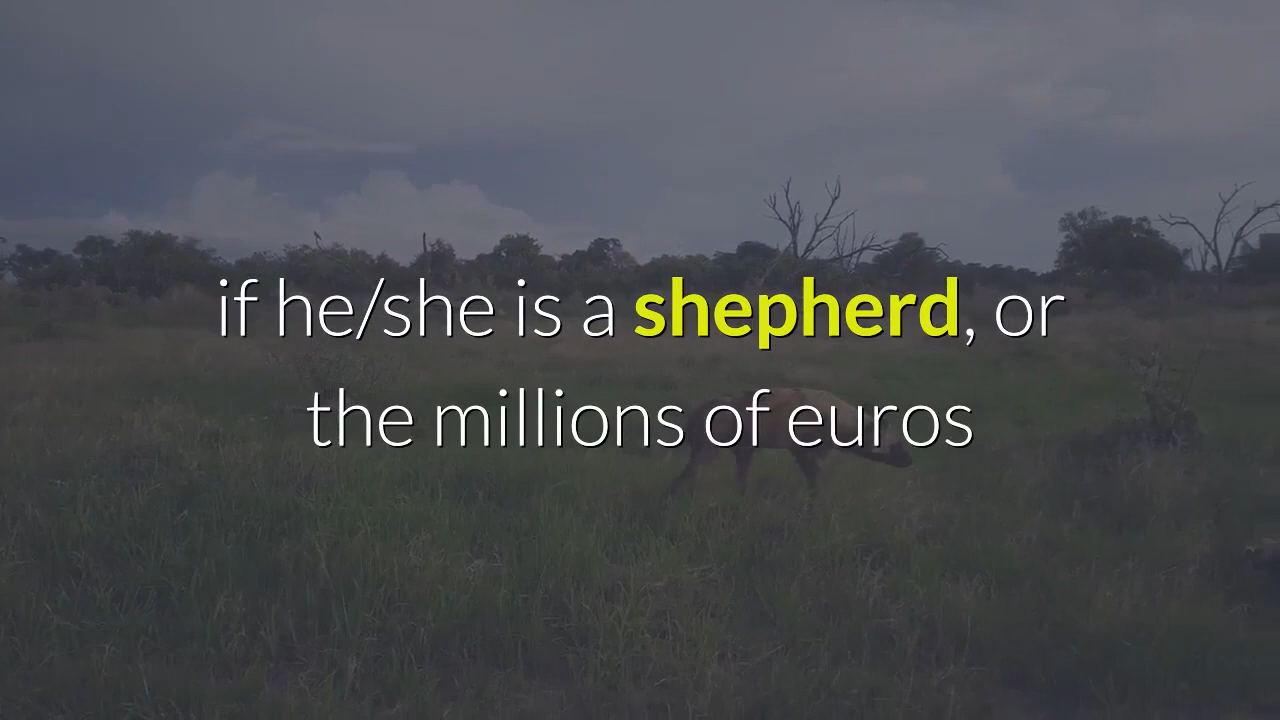 if he/she is a shepherd, or
the millions of euros